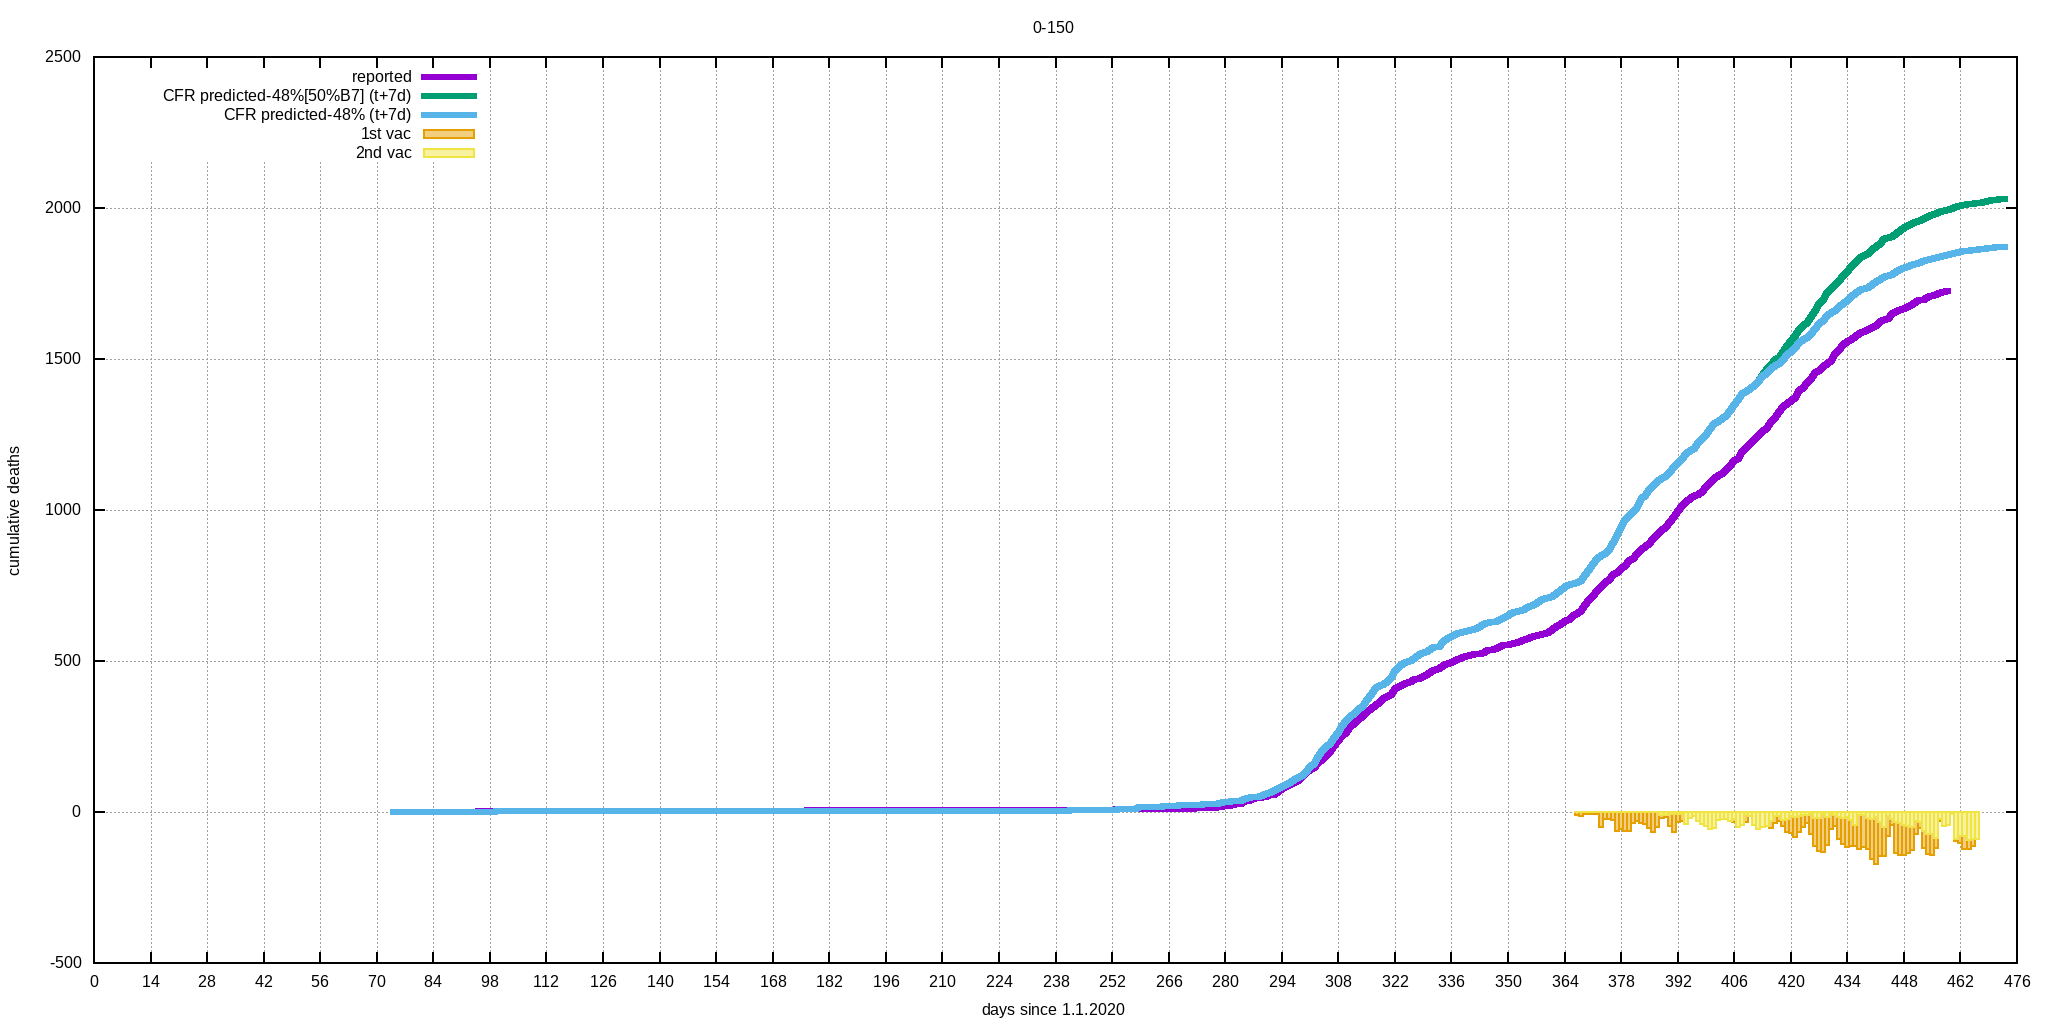 0-150
2500
2000
1500
1000
500
0
-500
cumulative deaths
reported
CFR predicted-48%[50%B7] (t+7d)
CFR predicted-48% (t+7d)
1st vac
2nd vac
0 14 28 42 56 70 84 98 112 126 140 154 168 182 196 210 224 238 252 266 280 294 308 322 336 350 364 378 392 406 420 434 448 462 476
days since 1.1.2020